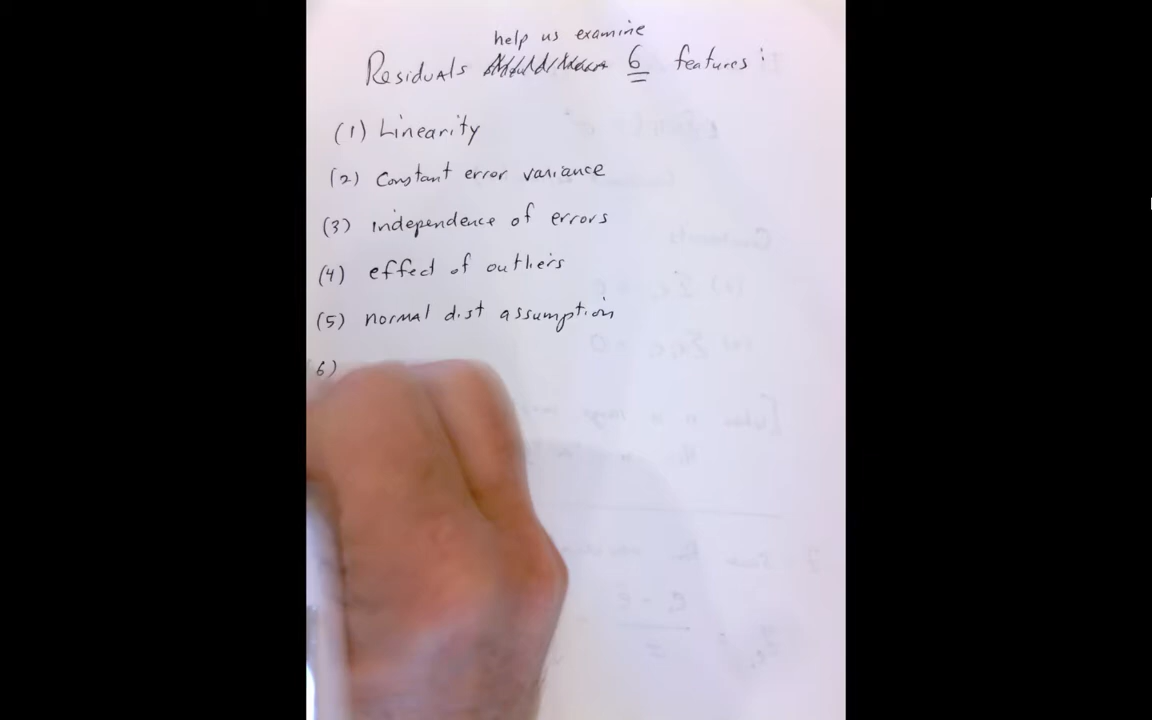 help us examine
Residuals 6 features:
(1) Linearity
(2) Constant error variance
(3) independence of errors
(4) effect of outliers
(5) normal dist assumption
6)